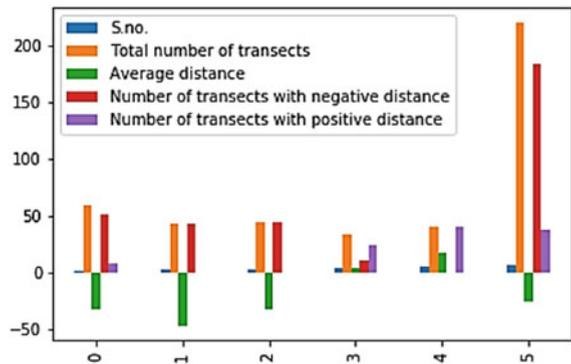 S.no.
Total number of transects
Average distance
Number of transects with negative distance
Number of transects with positive distance
200
150
100
50
0
−50
0 1 2 3 4 5